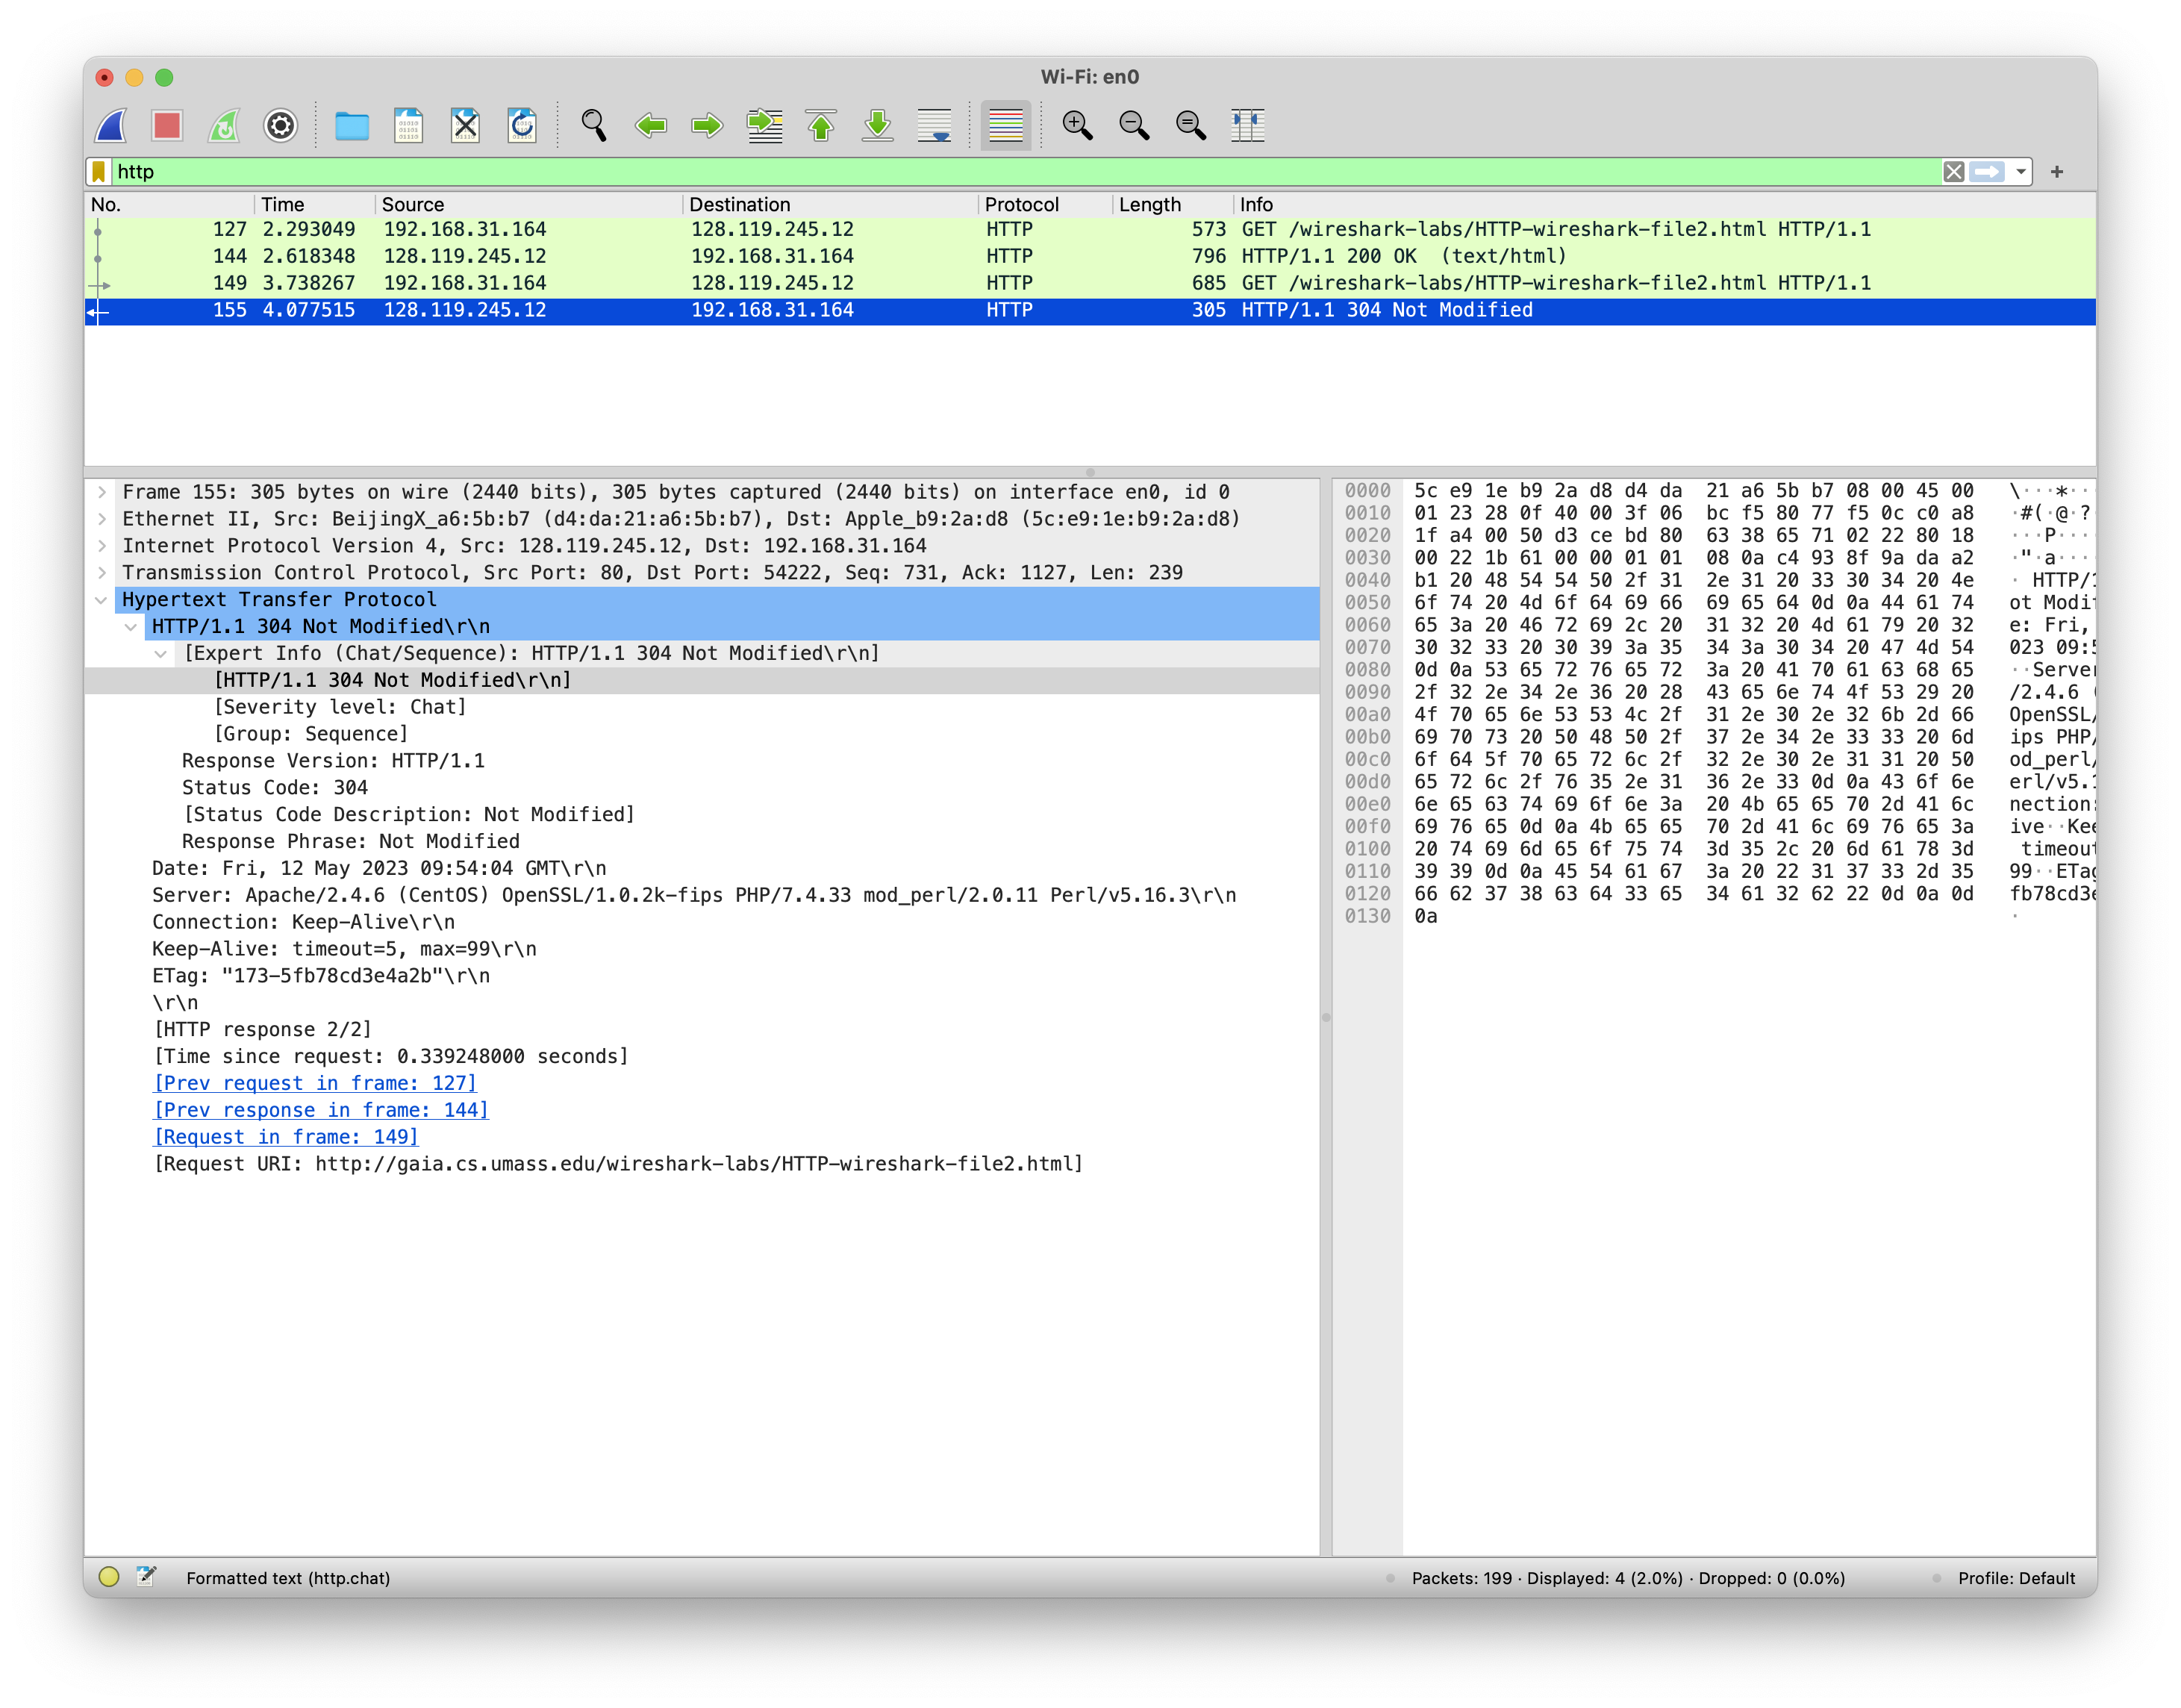 Wi-Fi: en0
http
No. Time Source Destination Protocol Length Info
127 2.293049 192.168.31.164 128.119.245.12 HTTP 573 GET /wireshark-labs/HTTP-wireshark-file2.html HTTP/1.1
144 2.618348 128.119.245.12 192.168.31.164 HTTP 796 HTTP/1.1 200 OK (text/html)
149 3.738267 192.168.31.164 128.119.245.12 HTTP 685 GET /wireshark-labs/HTTP-wireshark-file2.html HTTP/1.1
155 4.077515 128.119.245.12 192.168.31.164 HTTP 305 HTTP/1.1 304 Not Modified
Frame 155: 305 bytes on wire (2440 bits), 305 bytes captured (2440 bits) on interface en0, id 0
Ethernet II, Src: BeijingX_a6:5b:b7 (d4:da:21:a6:5b:b7), Dst: Apple_b9:2a:d8 (5c:e9:1e:b9:2a:d8)
Internet Protocol Version 4, Src: 128.119.245.12, Dst: 192.168.31.164
Transmission Control Protocol, Src Port: 80, Dst Port: 54222, Seq: 731, Ack: 1127, Len: 239
Hypertext Transfer Protocol
HTTP/1.1 304 Not Modified\r\n
[Expert Info (Chat/Sequence): HTTP/1.1 304 Not Modified\r\n]
[HTTP/1.1 304 Not Modified\r\n]
[Severity level: Chat]
[Group: Sequence]
Response Version: HTTP/1.1
Status Code: 304
[Status Code Description: Not Modified]
Response Phrase: Not Modified
Date: Fri, 12 May 2023 09:54:04 GMT\r\n
Server: Apache/2.4.6 (CentOS) OpenSSL/1.0.2k-fips PHP/7.4.33 mod_perl/2.0.11 Perl/v5.16.3\r\n
Connection: Keep-Alive\r\n
Keep-Alive: timeout=5, max=99\r\n
ETag: "173-5fb78cd3e4a2b"\r\n
\r\n
[HTTP response 2/2]
[Time since request: 0.339248000 seconds]
[Prev request in frame: 127]
[Prev response in frame: 144]
[Request in frame: 149]
[Request URI: http://gaia.cs.umass.edu/wireshark-labs/HTTP-wireshark-file2.html]
0000 5c e9 1e b9 2a d8 d4 da 21 a6 5b b7 08 00 45 00 \···*···
0010 01 23 28 0f 40 00 3f 06 bc f5 80 77 f5 0c c0 a8 ·#(·@·?
0020 1f a4 00 50 d3 ce bd 80 63 38 65 71 02 22 80 18 ···P····
0030 00 22 1b 61 00 00 01 01 08 0a c4 93 8f 9a da a2 ·"·a····
0040 b1 20 48 54 54 50 2f 31 2e 31 20 33 30 34 20 4e · HTTP/1
0050 6f 74 20 4d 6f 64 69 66 69 65 64 0d 0a 44 61 74 ot Modif
0060 65 3a 20 46 72 69 2c 20 31 32 20 4d 61 79 20 32 e: Fri,
0070 30 32 33 20 30 39 3a 35 34 3a 30 34 20 47 4d 54 023 09:5
0080 0d 0a 53 65 72 76 65 72 3a 20 41 70 61 63 68 65 ··Server
0090 2f 32 2e 34 2e 36 20 28 43 65 6e 74 4f 53 29 20 /2.4.6 (
00a0 4f 70 65 6e 53 53 4c 2f 31 2e 30 2e 32 6b 2d 66 OpenSSL/
00b0 69 70 73 20 50 48 50 2f 37 2e 34 2e 33 33 20 6d ips PHP/
00c0 6f 64 5f 70 65 72 6c 2f 32 2e 30 2e 31 31 20 50 od_perl/
00d0 65 72 6c 2f 76 35 2e 31 36 2e 33 0d 0a 43 6f 6e erl/v5.1
00e0 6e 65 63 74 69 6f 6e 3a 20 4b 65 65 70 2d 41 6c nection:
00f0 69 76 65 0d 0a 4b 65 65 70 2d 41 6c 69 76 65 3a ive··Kee
0100 20 74 69 6d 65 6f 75 74 3d 35 2c 20 6d 61 78 3d timeout
0110 39 39 0d 0a 45 54 61 67 3a 20 22 31 37 33 2d 35 99··ETag
0120 66 62 37 38 63 64 33 65 34 61 32 62 22 0d 0a 0d fb78cd3e
0130 0a ·
Formatted text (http.chat) Packets: 199 · Displayed: 4 (2.0%) · Dropped: 0 (0.0%) Profile: Default